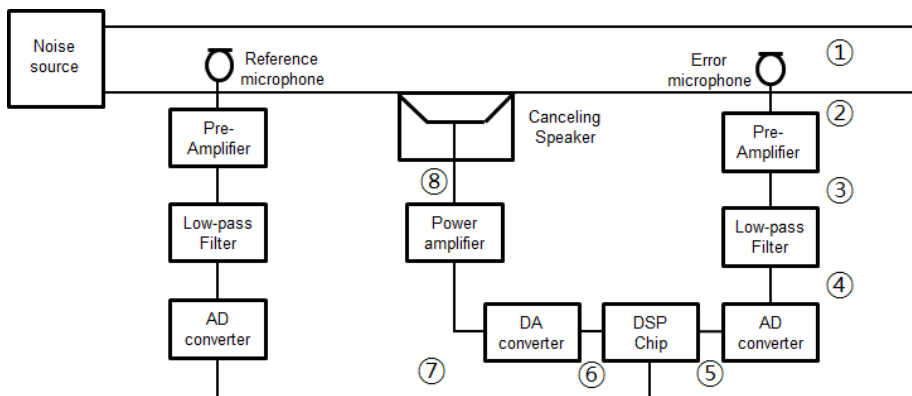 Noise
source
Reference
microphone
Error
microphone
①
Pre-
Amplifier
Canceling
Speaker
②
Pre-
Amplifier
⑧
③
Low-pass
Filter
Power
amplifier
Low-pass
Filter
④
AD
converter
DA
converter
DSP
Chip
AD
converter
⑦
⑥
⑤